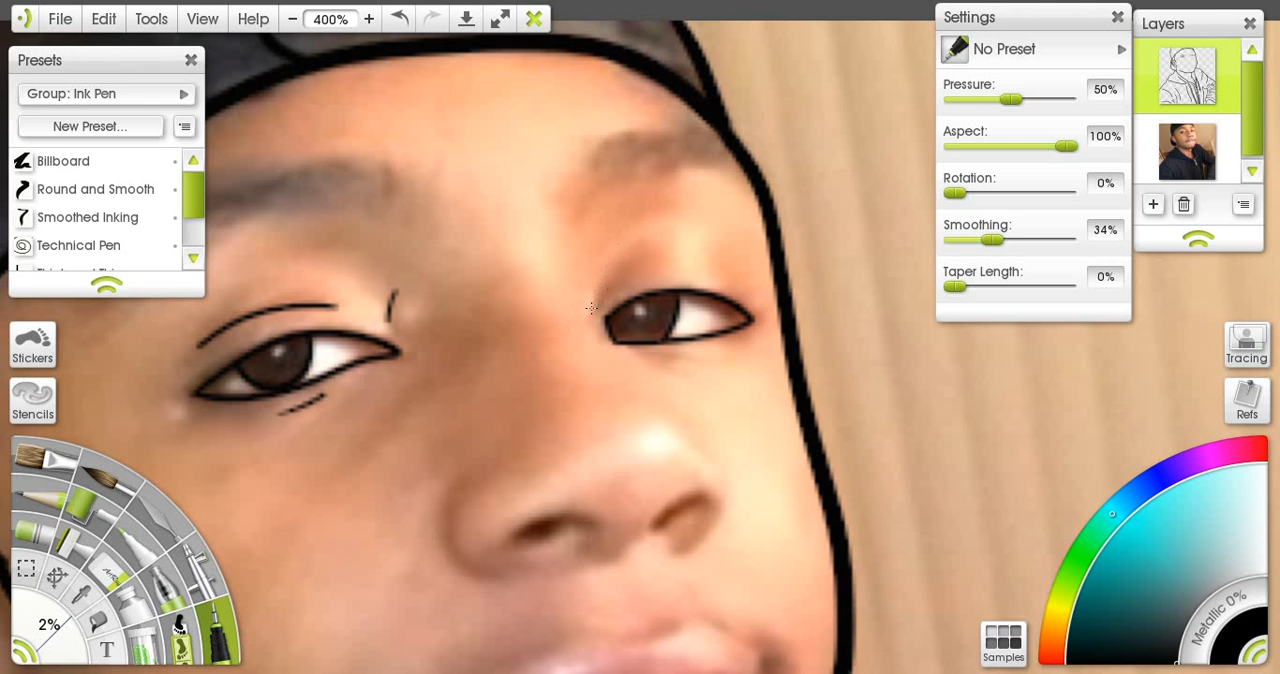 File Edit Tools View Help − 400% +
Presets
Group: Ink Pen
New Preset...
Billboard
Round and Smooth
Smoothed Inking
Technical Pen
Stickers
Stencils
2%
T
Settings
No Preset
Pressure:
50%
Aspect:
100%
Rotation:
0%
Smoothing:
34%
Taper Length:
0%
Layers
Tracing
Refs
Metallic 0%
Samples